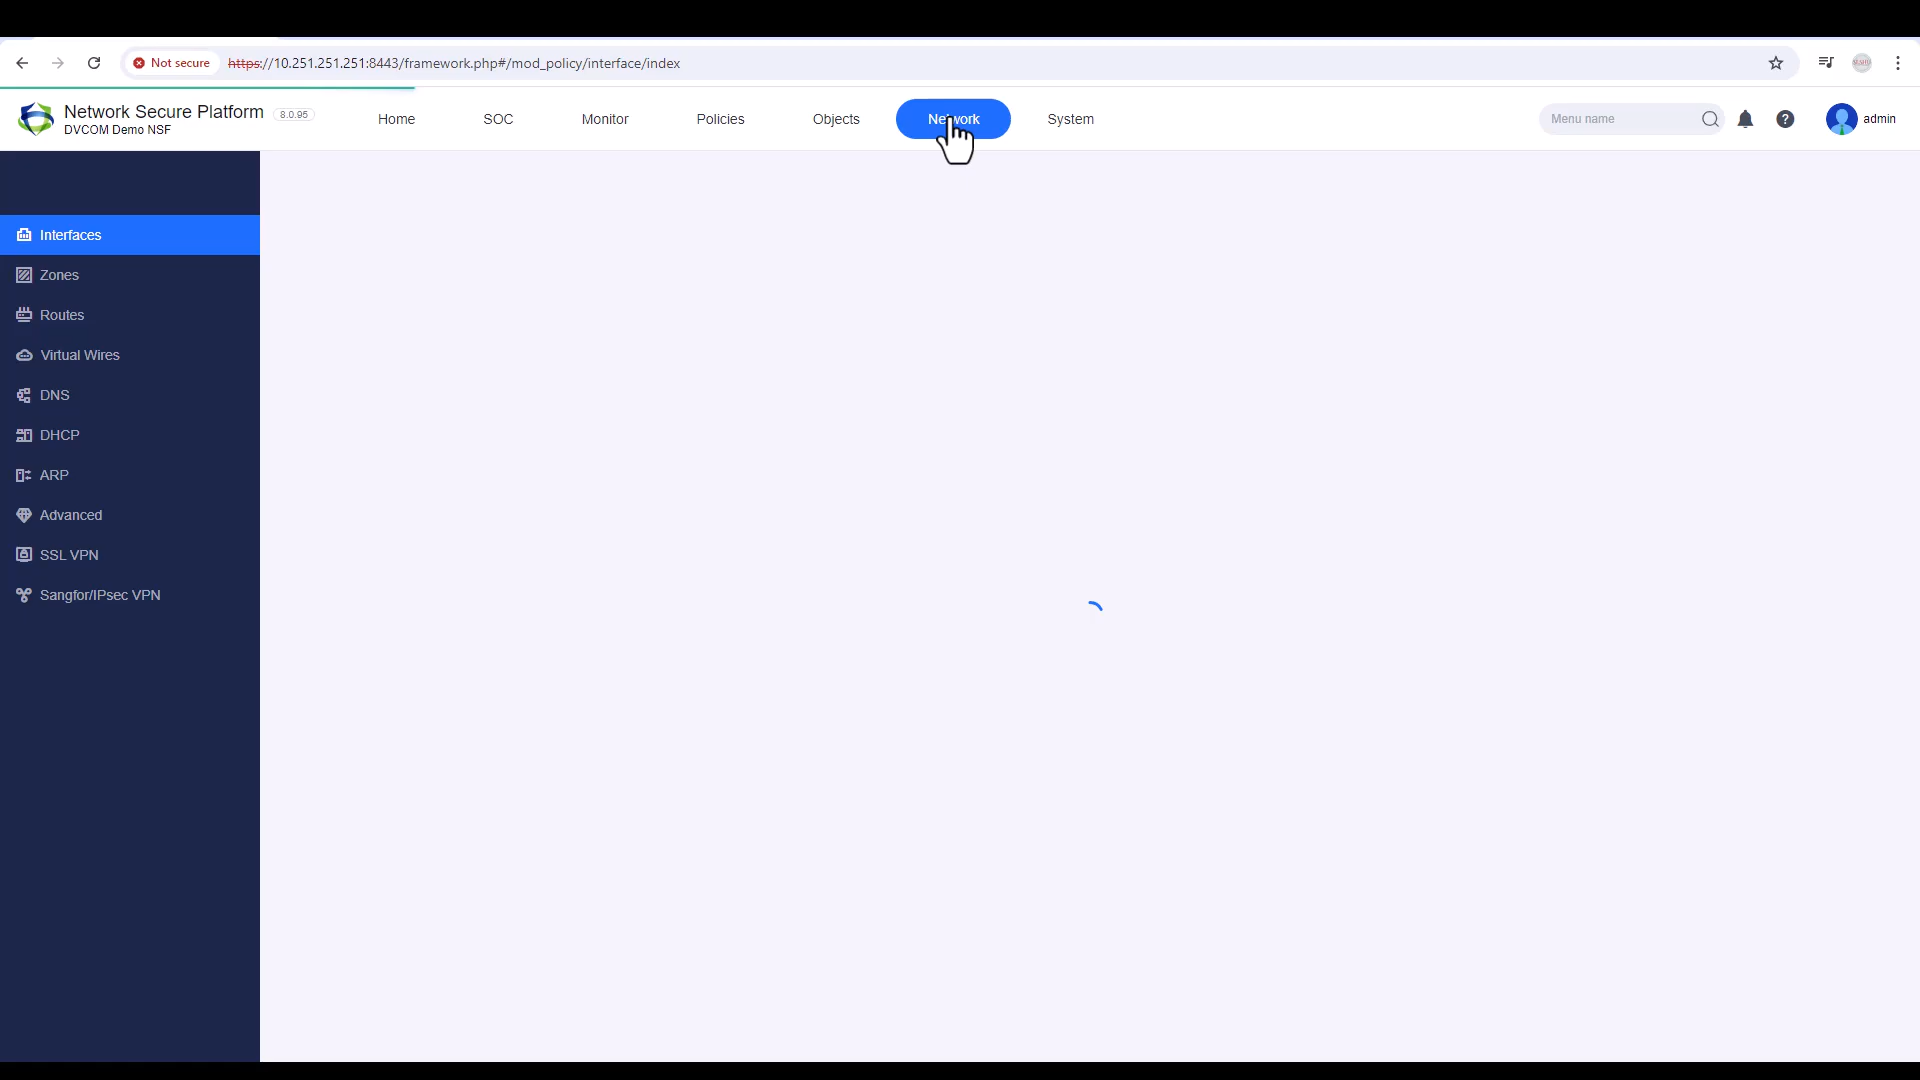 Not secure https://10.251.251.251:8443/framework.php#/mod_policy/interface/index
Network Secure Platform 8.0.95
DVCOM Demo NSF
Home SOC Monitor Policies Objects Network System
Menu name
admin
Interfaces
Zones
Routes
Virtual Wires
DNS
DHCP
ARP
Advanced
SSL VPN
Sangfor/IPsec VPN